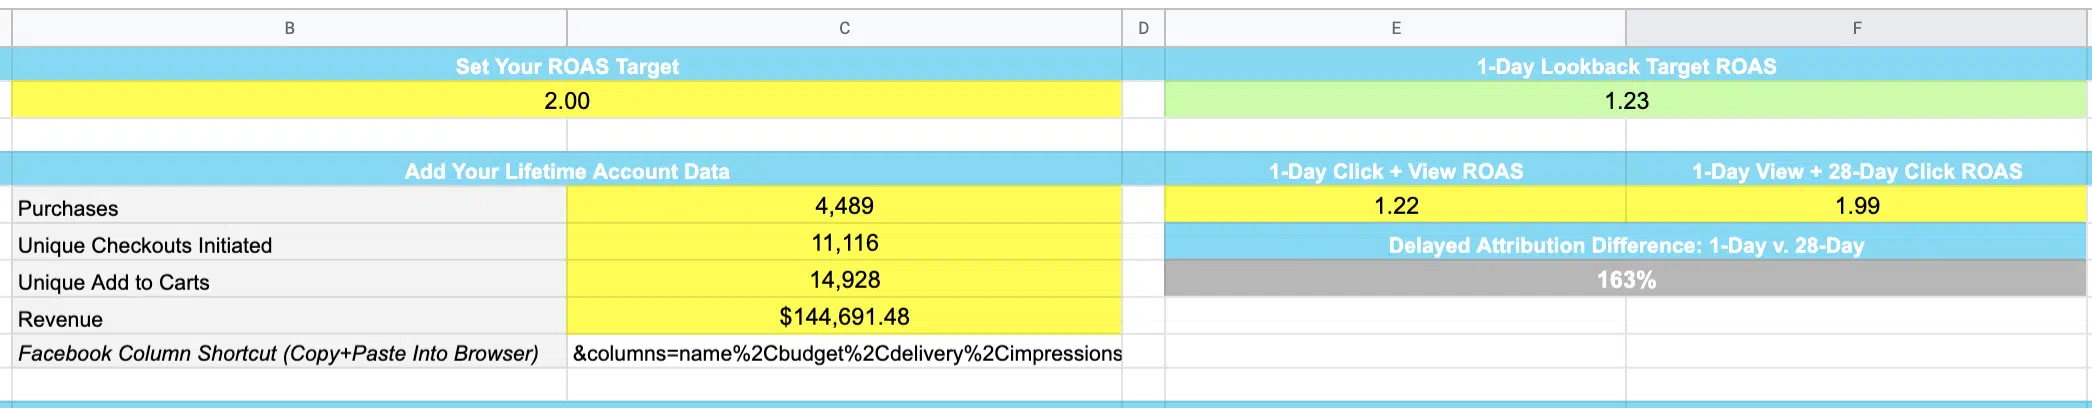 B C D E F
Set Your ROAS Target 1-Day Lookback Target ROAS
2.00 1.23
Add Your Lifetime Account Data 1-Day Click + View ROAS 1-Day View + 28-Day Click ROAS
Purchases 4,489 1.22 1.99
Unique Checkouts Initiated 11,116 Delayed Attribution Difference: 1-Day v. 28-Day
Unique Add to Carts 14,928 163%
Revenue $144,691.48
Facebook Column Shortcut (Copy+Paste Into Browser) &columns=name%2Cbudget%2Cdelivery%2Cimpressions